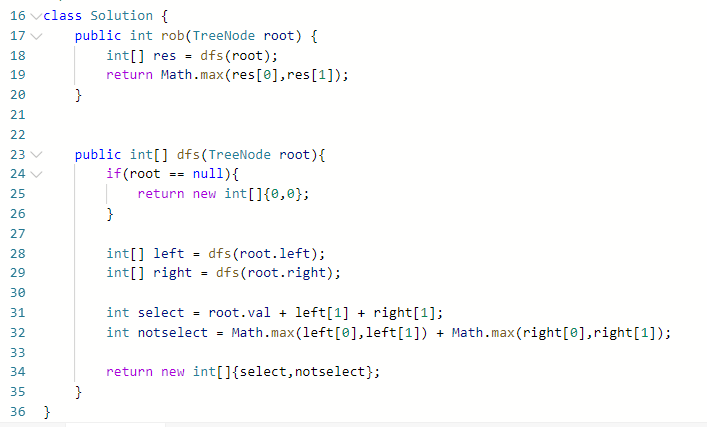 16 class Solution {
17     public int rob(TreeNode root) {
18         int[] res = dfs(root);
19         return Math.max(res[0],res[1]);
20     }
21
22
23     public int[] dfs(TreeNode root){
24         if(root == null){
25             return new int[]{0,0};
26         }
27
28         int[] left = dfs(root.left);
29         int[] right = dfs(root.right);
30
31         int select = root.val + left[1] + right[1];
32         int notselect = Math.max(left[0],left[1]) + Math.max(right[0],right[1]);
33
34         return new int[]{select,notselect};
35     }
36 }